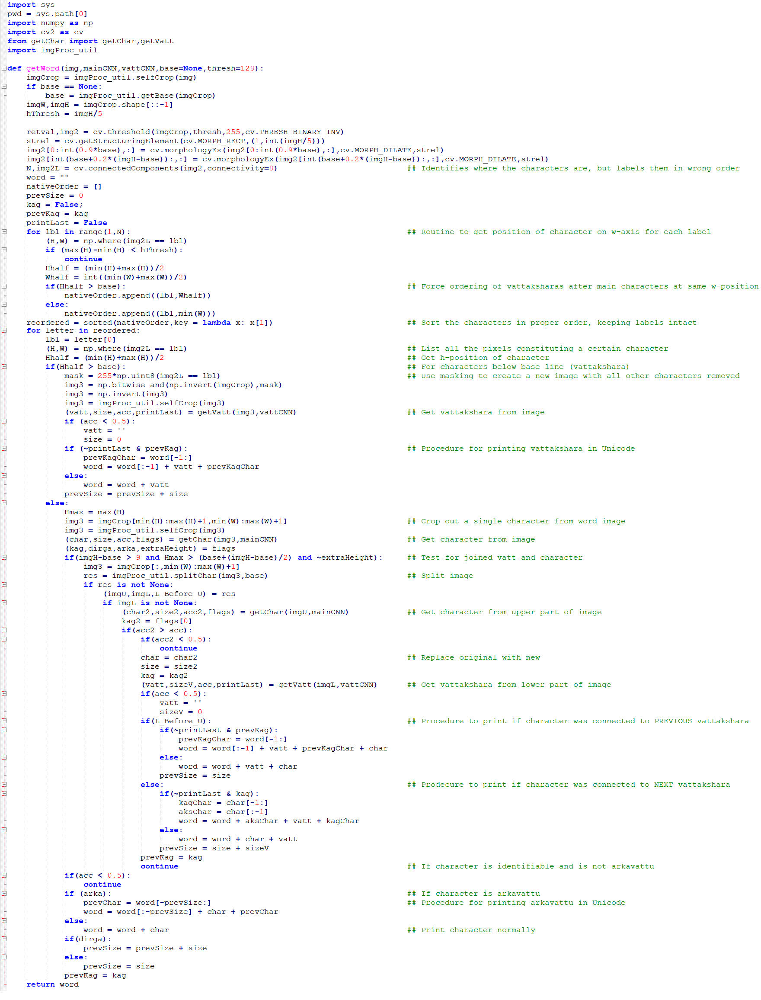 import sys
pwd = sys.path[0]
import numpy as np
import cv2 as cv
from getChar import getChar,getVatt
import imgProc_util

def getWord(img,mainCNN,vattCNN,base=None,thresh=128):
    imgCrop = imgProc_util.selfCrop(img)
    if base == None:
        base = imgProc_util.getBase(imgCrop)
    imgW,imgH = imgCrop.shape[::-1]
    hThresh = imgH/5

    retval,img2 = cv.threshold(imgCrop,thresh,255,cv.THRESH_BINARY_INV)
    strel = cv.getStructuringElement(cv.MORPH_RECT,(1,int(imgH/5)))
    img2[0:int(0.9*base),:] = cv.morphologyEx(img2[0:int(0.9*base),:],cv.MORPH_DILATE,strel)
    img2[int(base+0.2*(imgH-base)):,:] = cv.morphologyEx(img2[int(base+0.2*(imgH-base)):,:],cv.MORPH_DILATE,strel)
    N,img2L = cv.connectedComponents(img2,connectivity=8) ## Identifies where the characters are, but labels them in wrong order
    word = ""
    nativeOrder = []
    prevSize = 0
    kag = False;
    prevKag = kag
    printLast = False
    for lbl in range(1,N): ## Routine to get position of character on w-axis for each label
        (H,W) = np.where(img2L == lbl)
        if (max(H)-min(H) < hThresh):
            continue
        Hhalf = (min(H)+max(H))/2
        Whalf = int((min(W)+max(W))/2)
        if(Hhalf > base): ## Force ordering of vattaksharas after main characters at same w-position
            nativeOrder.append((lbl,Whalf))
        else:
            nativeOrder.append((lbl,min(W)))
    reordered = sorted(nativeOrder,key = lambda x: x[1]) ## Sort the characters in proper order, keeping labels intact
    for letter in reordered:
        lbl = letter[0]
        (H,W) = np.where(img2L == lbl) ## List all the pixels constituting a certain character
        Hhalf = (min(H)+max(H))/2 ## Get h-position of character
        if(Hhalf > base): ## For characters below base line (vattakshara)
            mask = 255*np.uint8(img2L == lbl) ## Use masking to create a new image with all other characters removed
            img3 = np.bitwise_and(np.invert(imgCrop),mask)
            img3 = np.invert(img3)
            img3 = imgProc_util.selfCrop(img3)
            (vatt,size,acc,printLast) = getVatt(img3,vattCNN) ## Get vattakshara from image
            if (acc < 0.5):
                vatt = ''
                size = 0
            if (~printLast & prevKag): ## Procedure for printing vattakshara in Unicode
                prevKagChar = word[-1:]
                word = word[:-1] + vatt + prevKagChar
            else:
                word = word + vatt
            prevSize = prevSize + size
        else:
            Hmax = max(H)
            img3 = imgCrop[min(H):max(H)+1,min(W):max(W)+1] ## Crop out a single character from word image
            img3 = imgProc_util.selfCrop(img3)
            (char,size,acc,flags) = getChar(img3,mainCNN) ## Get character from image
            (kag,dirga,arka,extraHeight) = flags
            if(imgH-base > 9 and Hmax > (base+(imgH-base)/2) and ~extraHeight): ## Test for joined vatt and character
                img3 = imgCrop[:,min(W):max(W)+1]
                res = imgProc_util.splitChar(img3,base) ## Split image
                if res is not None:
                    (imgU,imgL,L_Before_U) = res
                    if imgL is not None:
                        (char2,size2,acc2,flags) = getChar(imgU,mainCNN) ## Get character from upper part of image
                        kag2 = flags[0]
                        if(acc2 > acc):
                            if(acc2 < 0.5):
                                continue
                            char = char2 ## Replace original with new
                            size = size2
                            kag = kag2
                            (vatt,sizeV,acc,printLast) = getVatt(imgL,vattCNN) ## Get vattakshara from lower part of image
                            if(acc < 0.5):
                                vatt = ''
                                sizeV = 0
                            if(L_Before_U): ## Procedure to print if character was connected to PREVIOUS vattakshara
                                if(~printLast & prevKag):
                                    prevKagChar = word[-1:]
                                    word = word[:-1] + vatt + prevKagChar + char
                                else:
                                    word = word + vatt + char
                                prevSize = size
                            else: ## Prodecure to print if character was connected to NEXT vattakshara
                                if(~printLast & kag):
                                    kagChar = char[-1:]
                                    aksChar = char[:-1]
                                    word = word + aksChar + vatt + kagChar
                                else:
                                    word = word + char + vatt
                                prevSize = size + sizeV
                            prevKag = kag
                            continue ## If character is identifiable and is not arkavattu
            if(acc < 0.5):
                continue
            if (arka): ## If character is arkavattu
                prevChar = word[-prevSize:] ## Procedure for printing arkavattu in Unicode
                word = word[:-prevSize] + char + prevChar
            else:
                word = word + char ## Print character normally
            if(dirga):
                prevSize = prevSize + size
            else:
                prevSize = size
            prevKag = kag
    return word